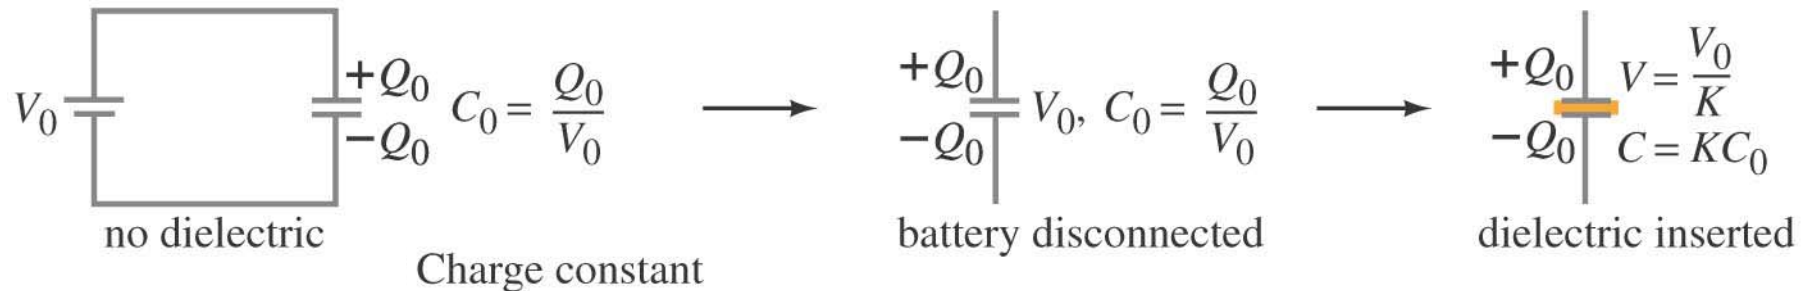 V₀ +Q₀ −Q₀ C₀ = Q₀/V₀
no dielectric
+Q₀ −Q₀ V₀, C₀ = Q₀/V₀
battery disconnected
+Q₀ −Q₀ V = V₀/K
C = KC₀
dielectric inserted
Charge constant